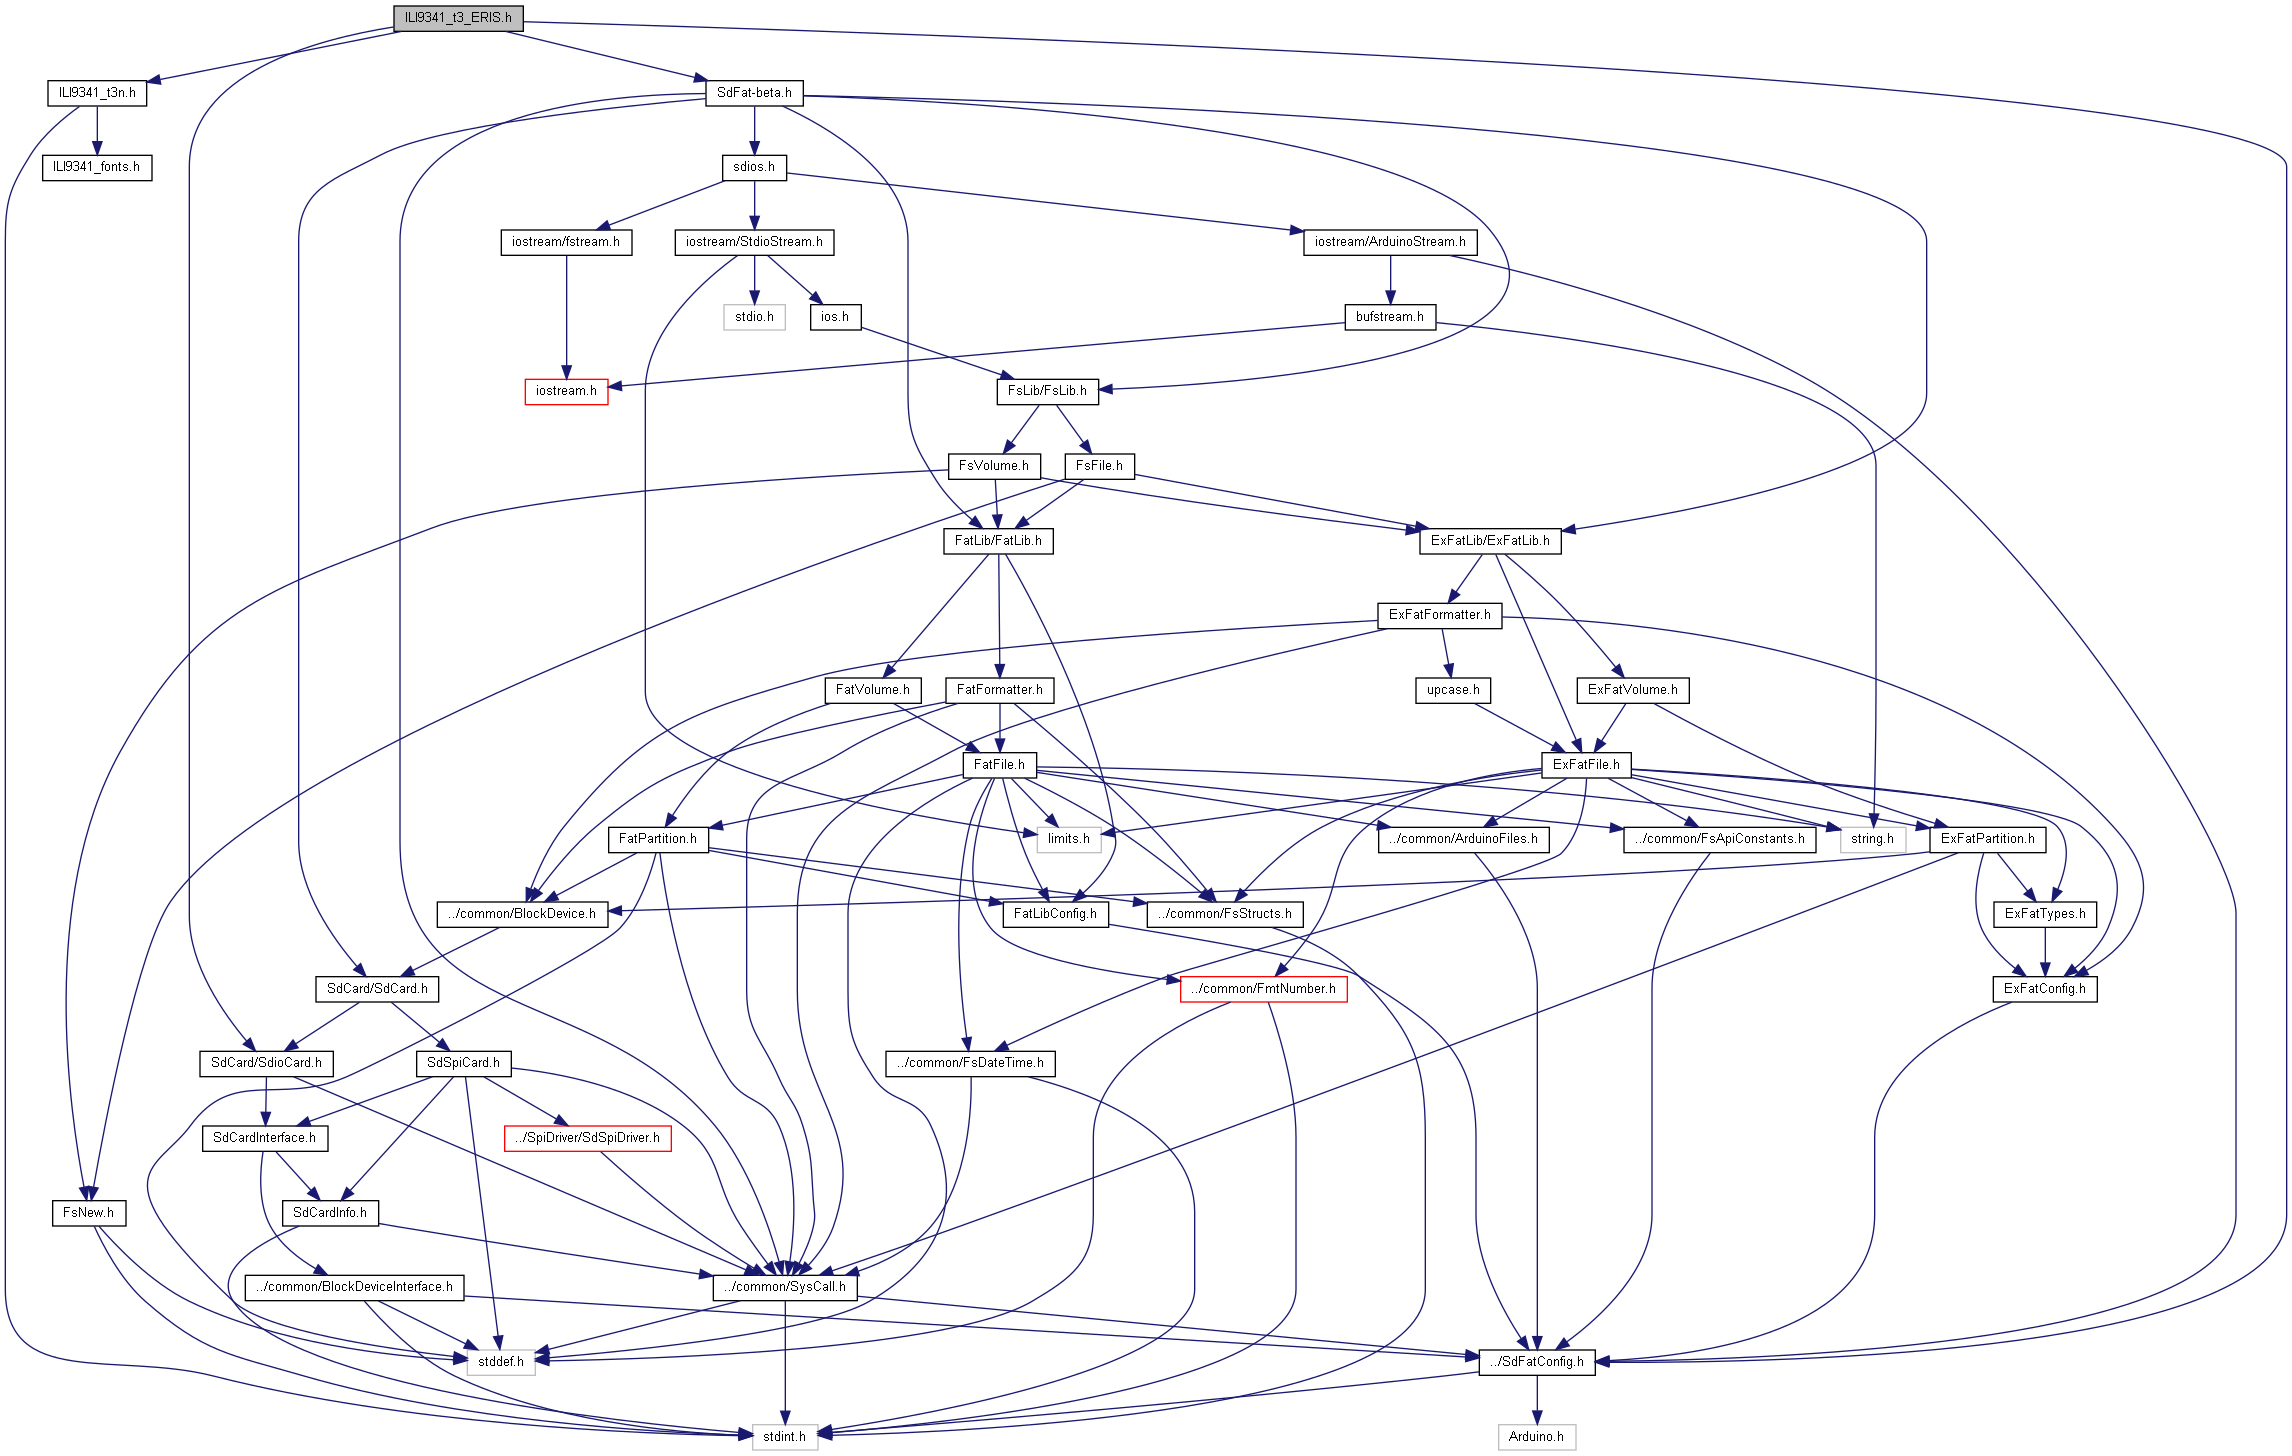 ILI9341_t3_ERIS.h
ILI9341_t3n.h
SdFat-beta.h
ILI9341_fonts.h
sdios.h
iostream/fstream.h
iostream/StdioStream.h
iostream/ArduinoStream.h
stdio.h
ios.h
bufstream.h
iostream.h
FsLib/FsLib.h
FsVolume.h
FsFile.h
FatLib/FatLib.h
ExFatLib/ExFatLib.h
ExFatFormatter.h
FatVolume.h
FatFormatter.h
upcase.h
ExFatVolume.h
FatFile.h
ExFatFile.h
FatPartition.h
limits.h
../common/ArduinoFiles.h
../common/FsApiConstants.h
string.h
ExFatPartition.h
../common/BlockDevice.h
FatLibConfig.h
../common/FsStructs.h
ExFatTypes.h
SdCard/SdCard.h
../common/FmtNumber.h
ExFatConfig.h
SdCard/SdioCard.h
SdSpiCard.h
../common/FsDateTime.h
SdCardInterface.h
../SpiDriver/SdSpiDriver.h
FsNew.h
SdCardInfo.h
../common/BlockDeviceInterface.h
../common/SysCall.h
stddef.h
../SdFatConfig.h
stdint.h
Arduino.h